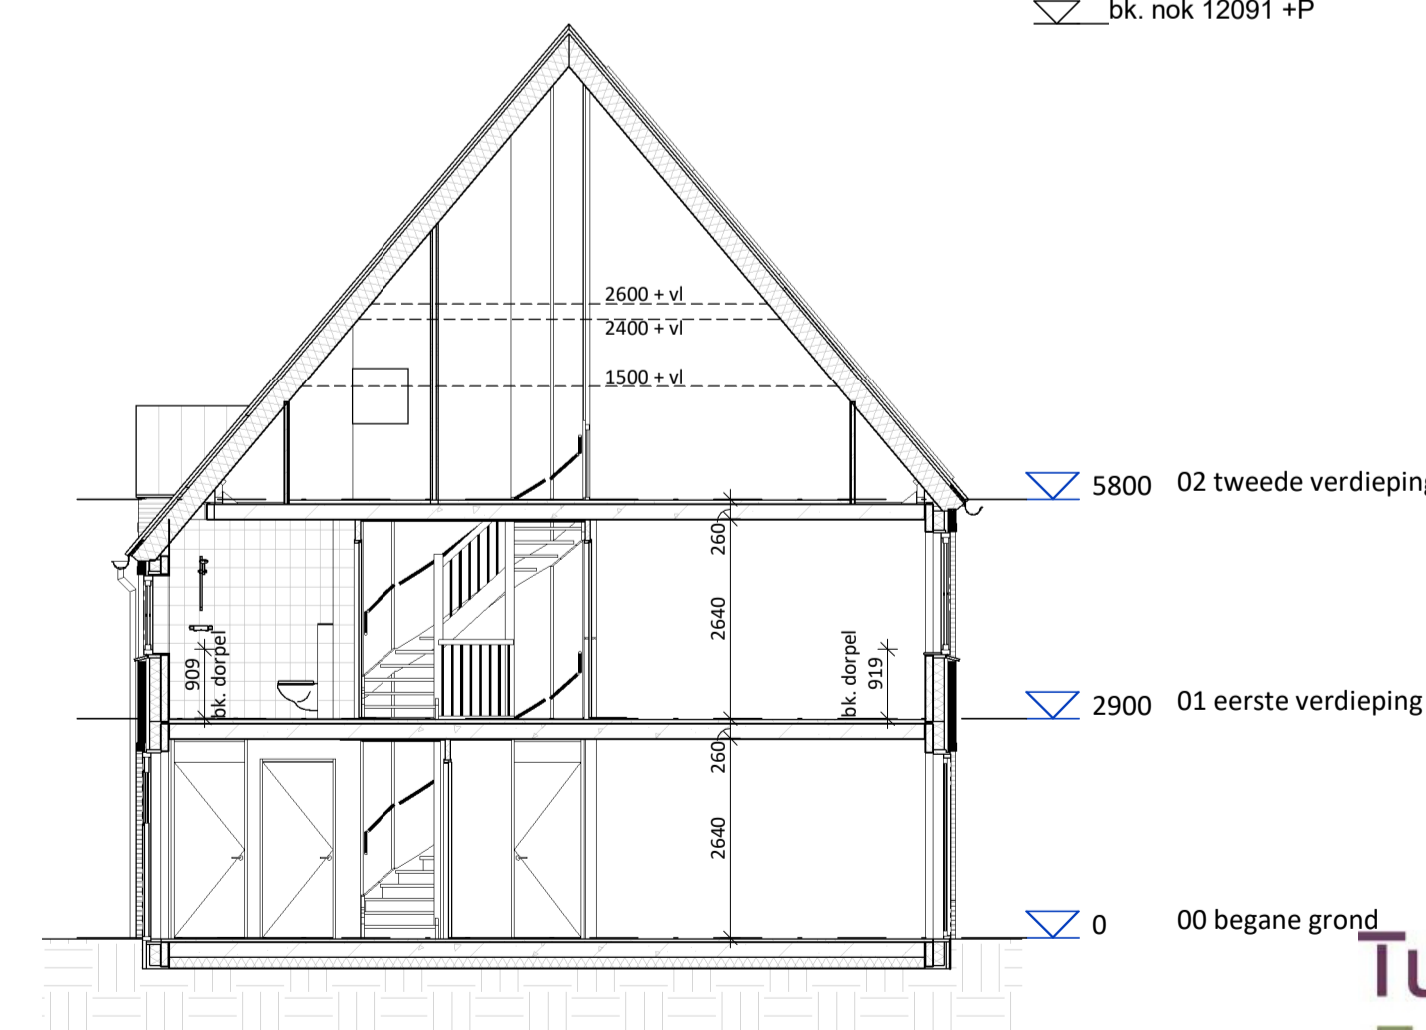 bk. nok 12091 +P
2600 + vl
2400 + vl
1500 + vl
5800 02 tweede verdieping
260
2640
909
bk. dorpel
bk. dorpel
919
2900 01 eerste verdieping
260
2640
0 00 begane grond
Tu